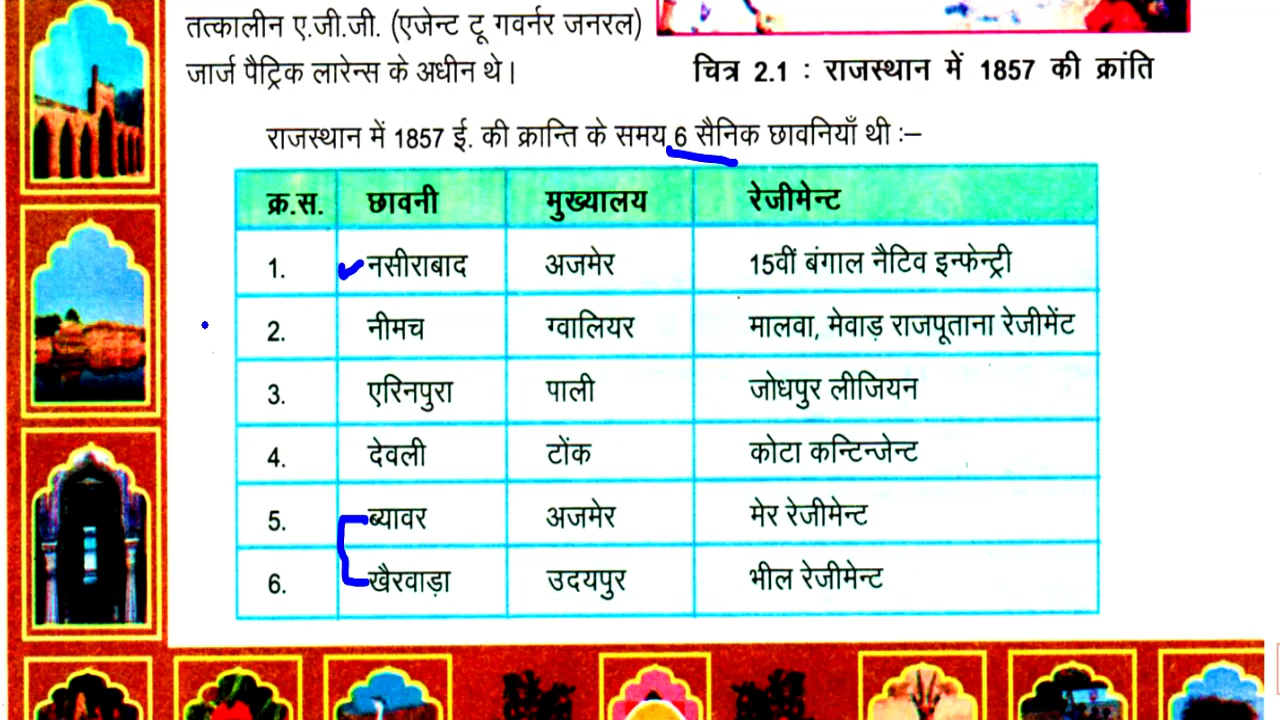 तत्कालीन ए.जी.जी. (एजेन्ट टू गवर्नर जनरल)
जार्ज पैट्रिक लारेन्स के अधीन थे।
चित्र 2.1 : राजस्थान में 1857 की क्रांति
राजस्थान में 1857 ई. की क्रान्ति के समय 6 सैनिक छावनियाँ थी :–
क्र.स. छावनी मुख्यालय रेजीमेन्ट
1. नसीराबाद अजमेर 15वीं बंगाल नैटिव इन्फेन्ट्री
2. नीमच ग्वालियर मालवा, मेवाड़ राजपूताना रेजीमेंट
3. एरिनपुरा पाली जोधपुर लीजियन
4. देवली टोंक कोटा कन्टिन्जेन्ट
5. ब्यावर अजमेर मेर रेजीमेन्ट
6. खैरवाड़ा उदयपुर भील रेजीमेन्ट